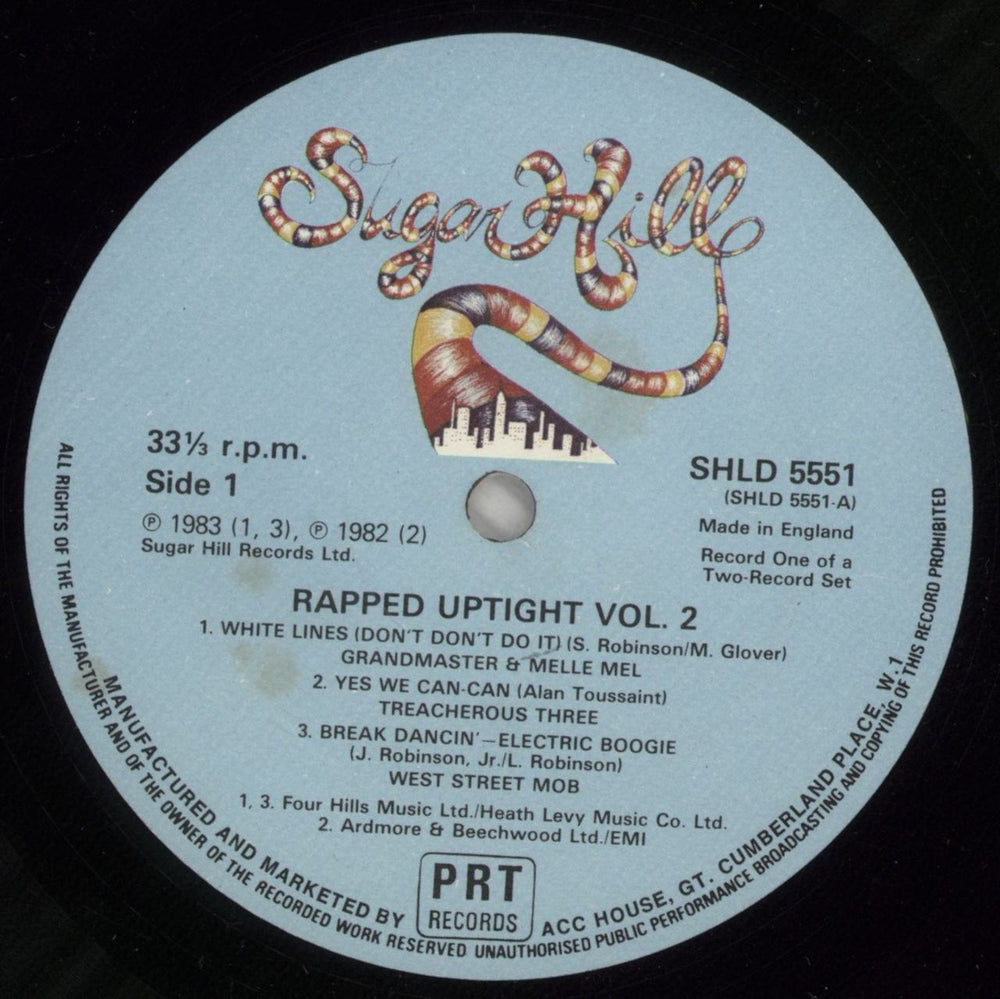 Sugar Hill
33⅓ r.p.m.
Side 1
℗ 1983 (1, 3), ℗ 1982 (2)
Sugar Hill Records Ltd.
SHLD 5551
(SHLD 5551-A)
Made in England
Record One of a
Two-Record Set
RAPPED UPTIGHT VOL. 2
1. WHITE LINES (DON'T DON'T DO IT) (S. Robinson/M. Glover)
GRANDMASTER & MELLE MEL
2. YES WE CAN-CAN (Alan Toussaint)
TREACHEROUS THREE
3. BREAK DANCIN'—ELECTRIC BOOGIE
(J. Robinson, Jr./L. Robinson)
WEST STREET MOB
1, 3. Four Hills Music Ltd./Heath Levy Music Co. Ltd.
2. Ardmore & Beechwood Ltd./EMI
MANUFACTURED AND MARKETED BY PRT RECORDS ACC HOUSE, GT. CUMBERLAND PLACE, W.1
ALL RIGHTS OF THE MANUFACTURER AND OF THE OWNER OF THE RECORDED WORK RESERVED UNAUTHORISED PUBLIC PERFORMANCE BROADCASTING AND COPYING OF THIS RECORD PROHIBITED